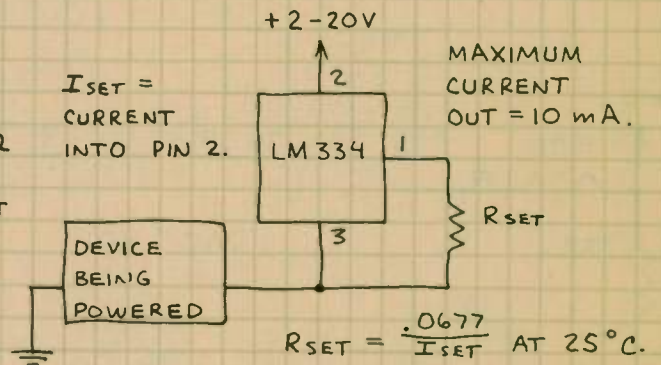 +2-20V
2
MAXIMUM
CURRENT
OUT = 10 mA.
ISET =
CURRENT
INTO PIN 2.
LM334
1
RSET
3
DEVICE
BEING
POWERED
RSET = .0677 / ISET AT 25°C.